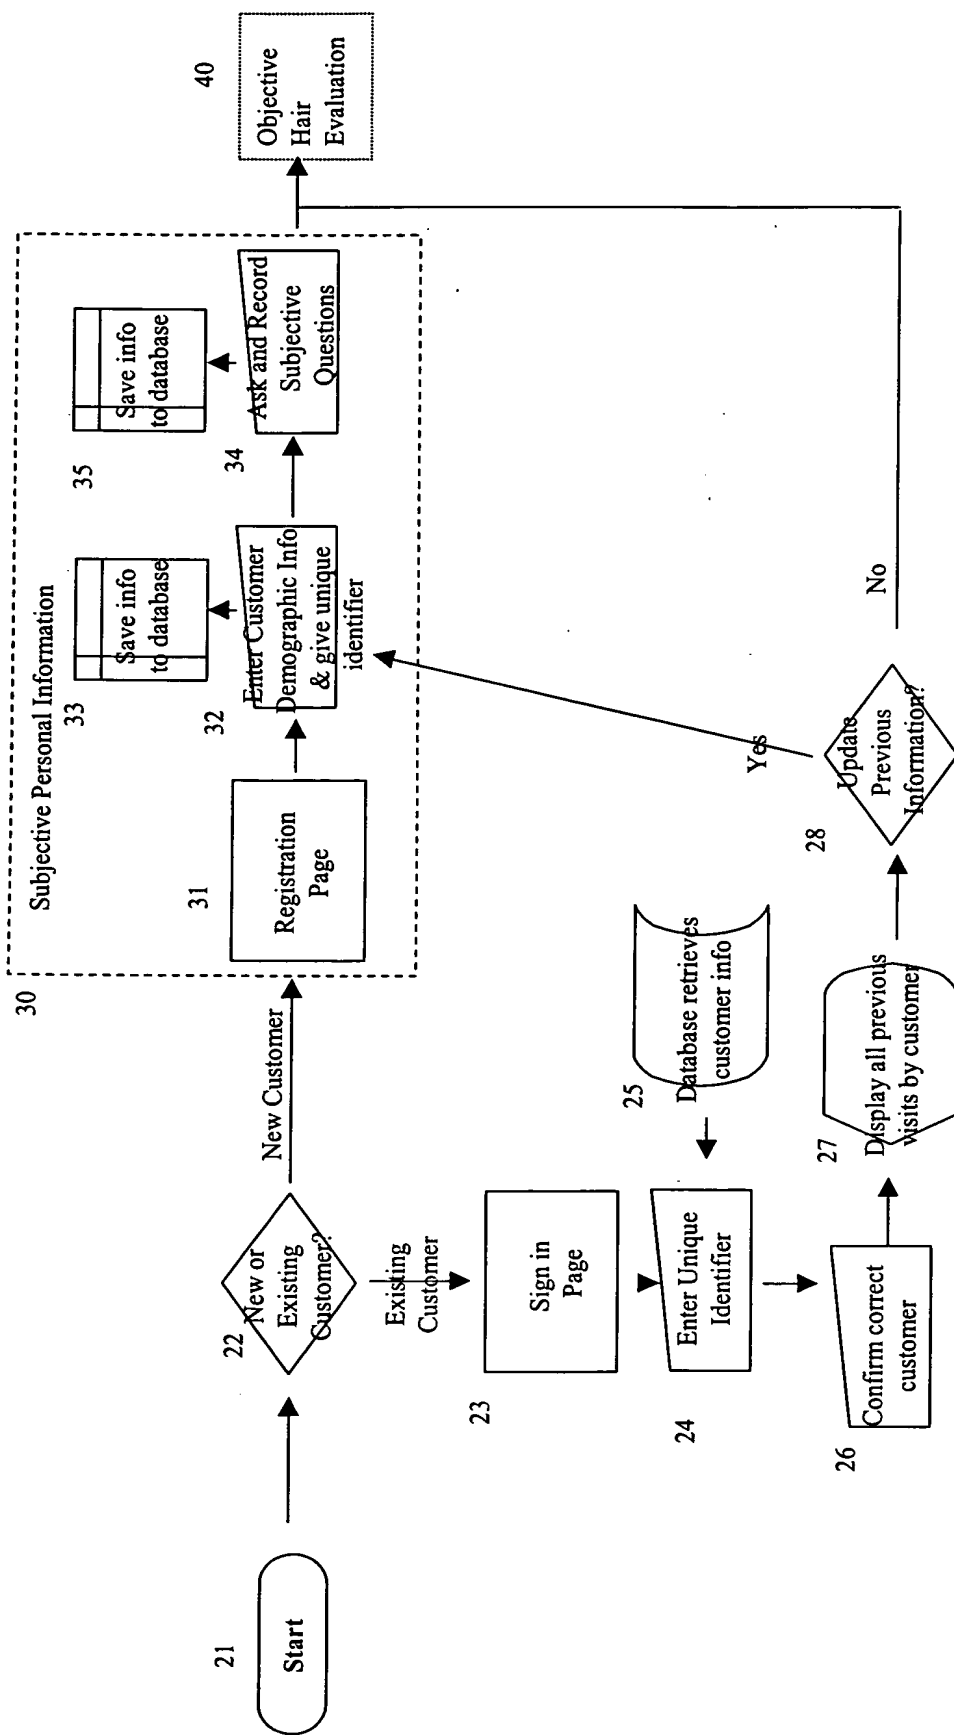 21
Start
22
New or
Existing
Customer?
New Customer
Existing
Customer
23
Sign in
Page
24
Enter Unique
Identifier
25
Database retrieves
customer info
26
Confirm correct
customer
27
Display all previous
visits by customer
28
Update
Previous
Information?
Yes
No
30
Subjective Personal Information
31
Registration
Page
32
Enter Customer
Demographic Info
& give unique
identifier
33
Save info
to database
34
Ask and Record
Subjective
Questions
35
Save info
to database
40
Objective
Hair
Evaluation